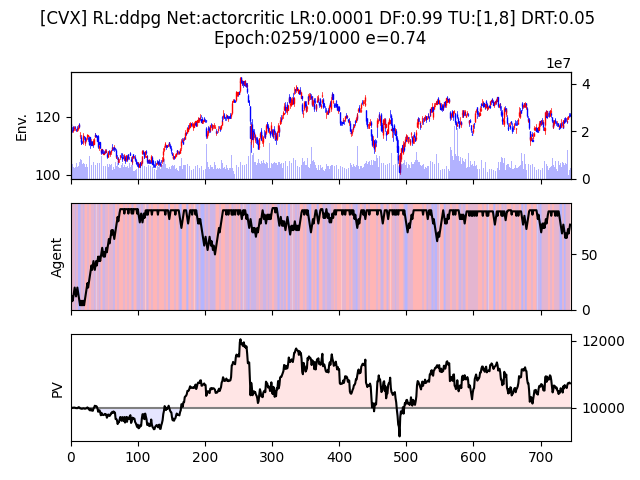 [CVX] RL:ddpg Net:actorcritic LR:0.0001 DF:0.99 TU:[1,8] DRT:0.05
Epoch:0259/1000 e=0.74
1e7
Env.
120
100
4
2
0
Agent
50
0
PV
12000
10000
0 100 200 300 400 500 600 700